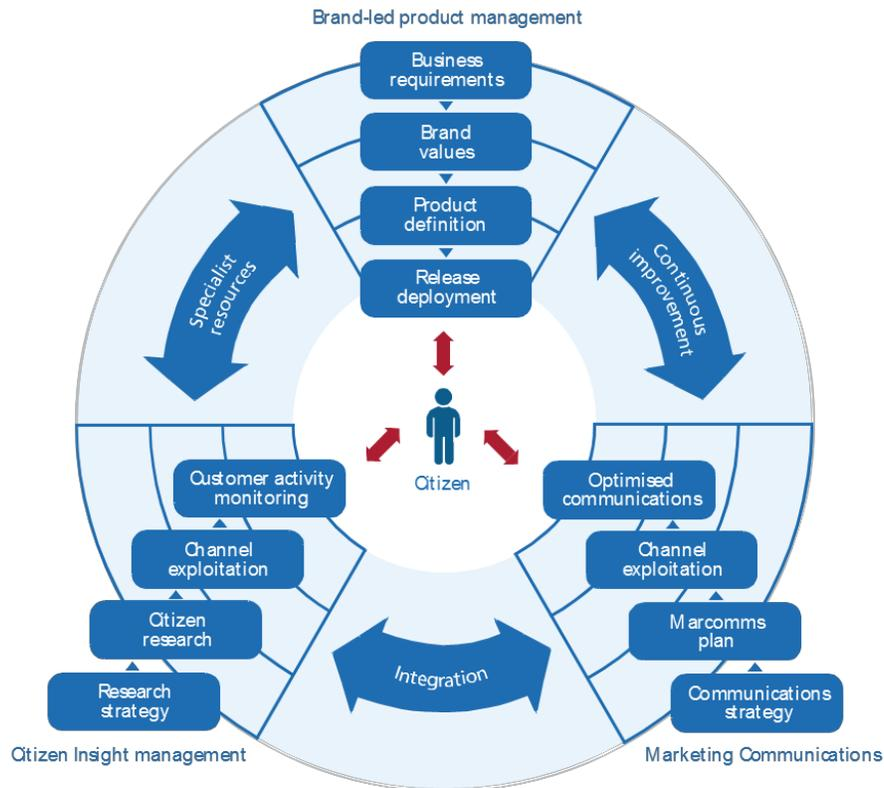 Brand-led product management
Business
requirements
Brand
values
Product
definition
Release
deployment
Specialist
resources
Continuous
improvement
Citizen
Customer activity
monitoring
Channel
exploitation
Citizen
research
Research
strategy
Citizen Insight management
Optimised
communications
Channel
exploitation
Marcomms
plan
Communications
strategy
Marketing Communications
Integration